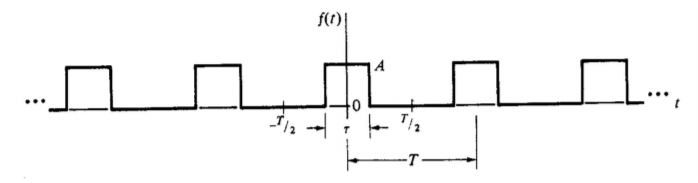 f(t)
A
... 0 ... t
-T/2 τ T/2
T